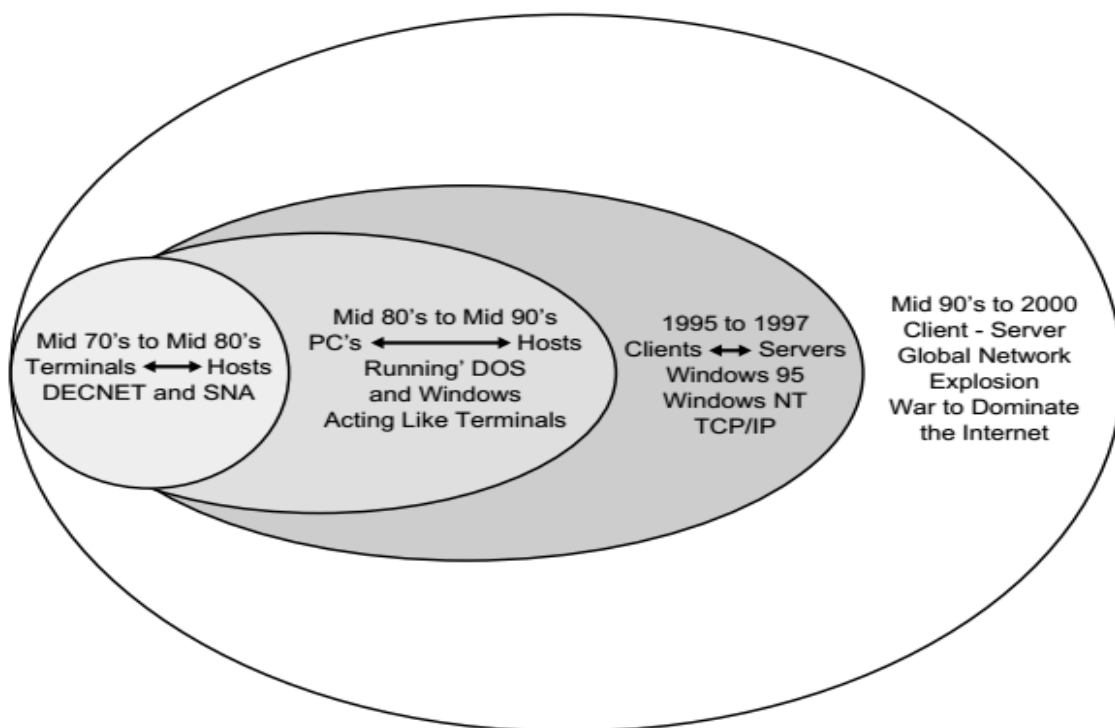 Mid 70's to Mid 80's
Terminals ↔ Hosts
DECNET and SNA
Mid 80's to Mid 90's
PC's ↔ Hosts
Running' DOS
and Windows
Acting Like Terminals
1995 to 1997
Clients ↔ Servers
Windows 95
Windows NT
TCP/IP
Mid 90's to 2000
Client - Server
Global Network
Explosion
War to Dominate
the Internet